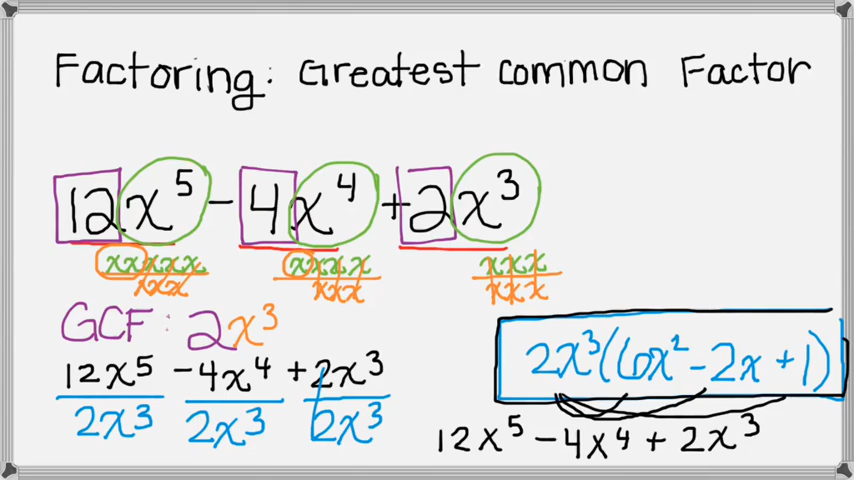 Factoring: Greatest common Factor
12x⁵ - 4x⁴ + 2x³
xxxxx xxxx xxx
xxx xxx xxx
GCF: 2x³
12x⁵ - 4x⁴ + 2x³
2x³ 2x³ 2x³
2x³(6x² - 2x + 1)
12x⁵ - 4x⁴ + 2x³